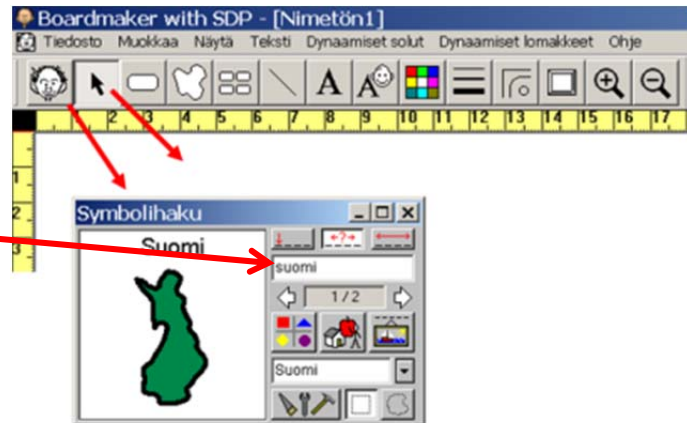 Boardmaker with SDP - [Nimetön1]
Tiedosto Muokkaa Näytä Teksti Dynaamiset solut Dynaamiset lomakkeet Ohje
A A
1 2 3 4 5 6 7 8 9 10 11 12 13 14 15 16 17
1
2
3
Symbolihaku
Suomi
?
suomi
1 / 2
Suomi